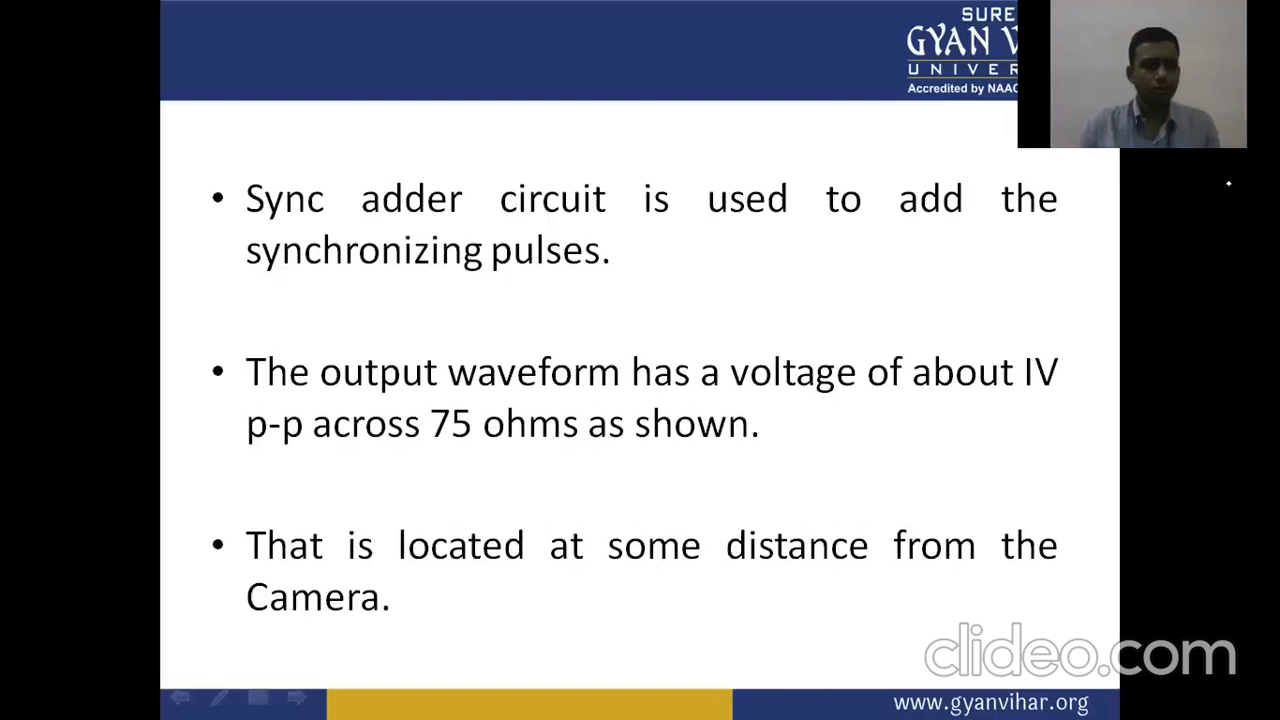 SURE
GYAN V
UNIVER
Accredited by NAAC
• Sync adder circuit is used to add the
synchronizing pulses.
• The output waveform has a voltage of about IV
p-p across 75 ohms as shown.
• That is located at some distance from the
Camera.
clideo.com
www.gyanvihar.org